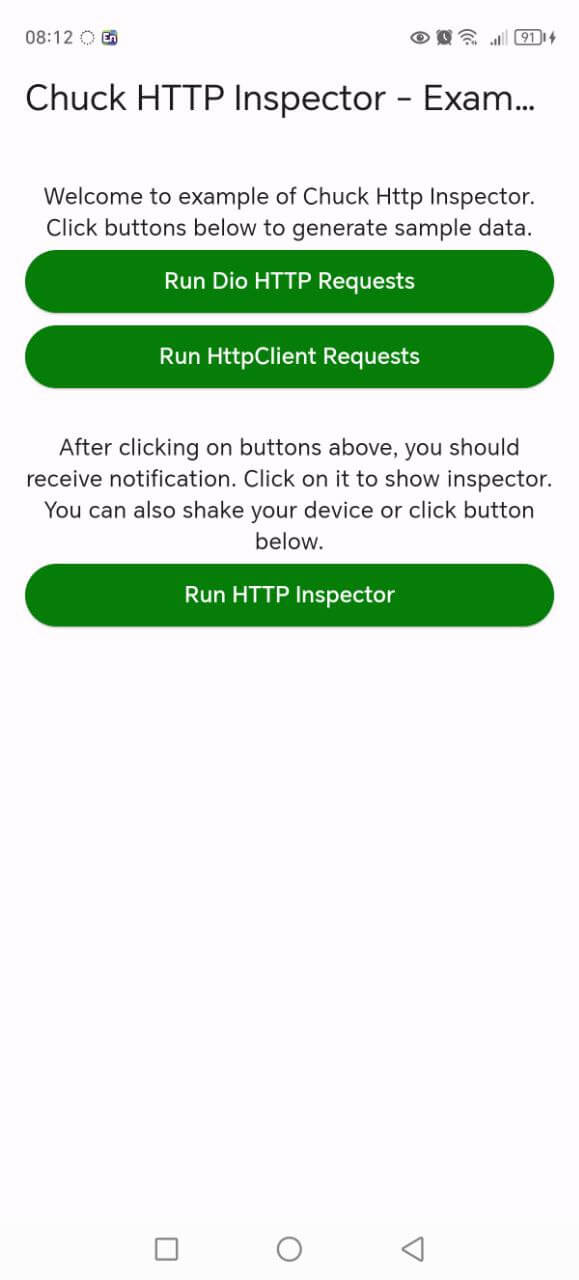 08:12 En 91
Chuck HTTP Inspector - Exam...
Welcome to example of Chuck Http Inspector.
Click buttons below to generate sample data.
Run Dio HTTP Requests
Run HttpClient Requests
After clicking on buttons above, you should
receive notification. Click on it to show inspector.
You can also shake your device or click button
below.
Run HTTP Inspector